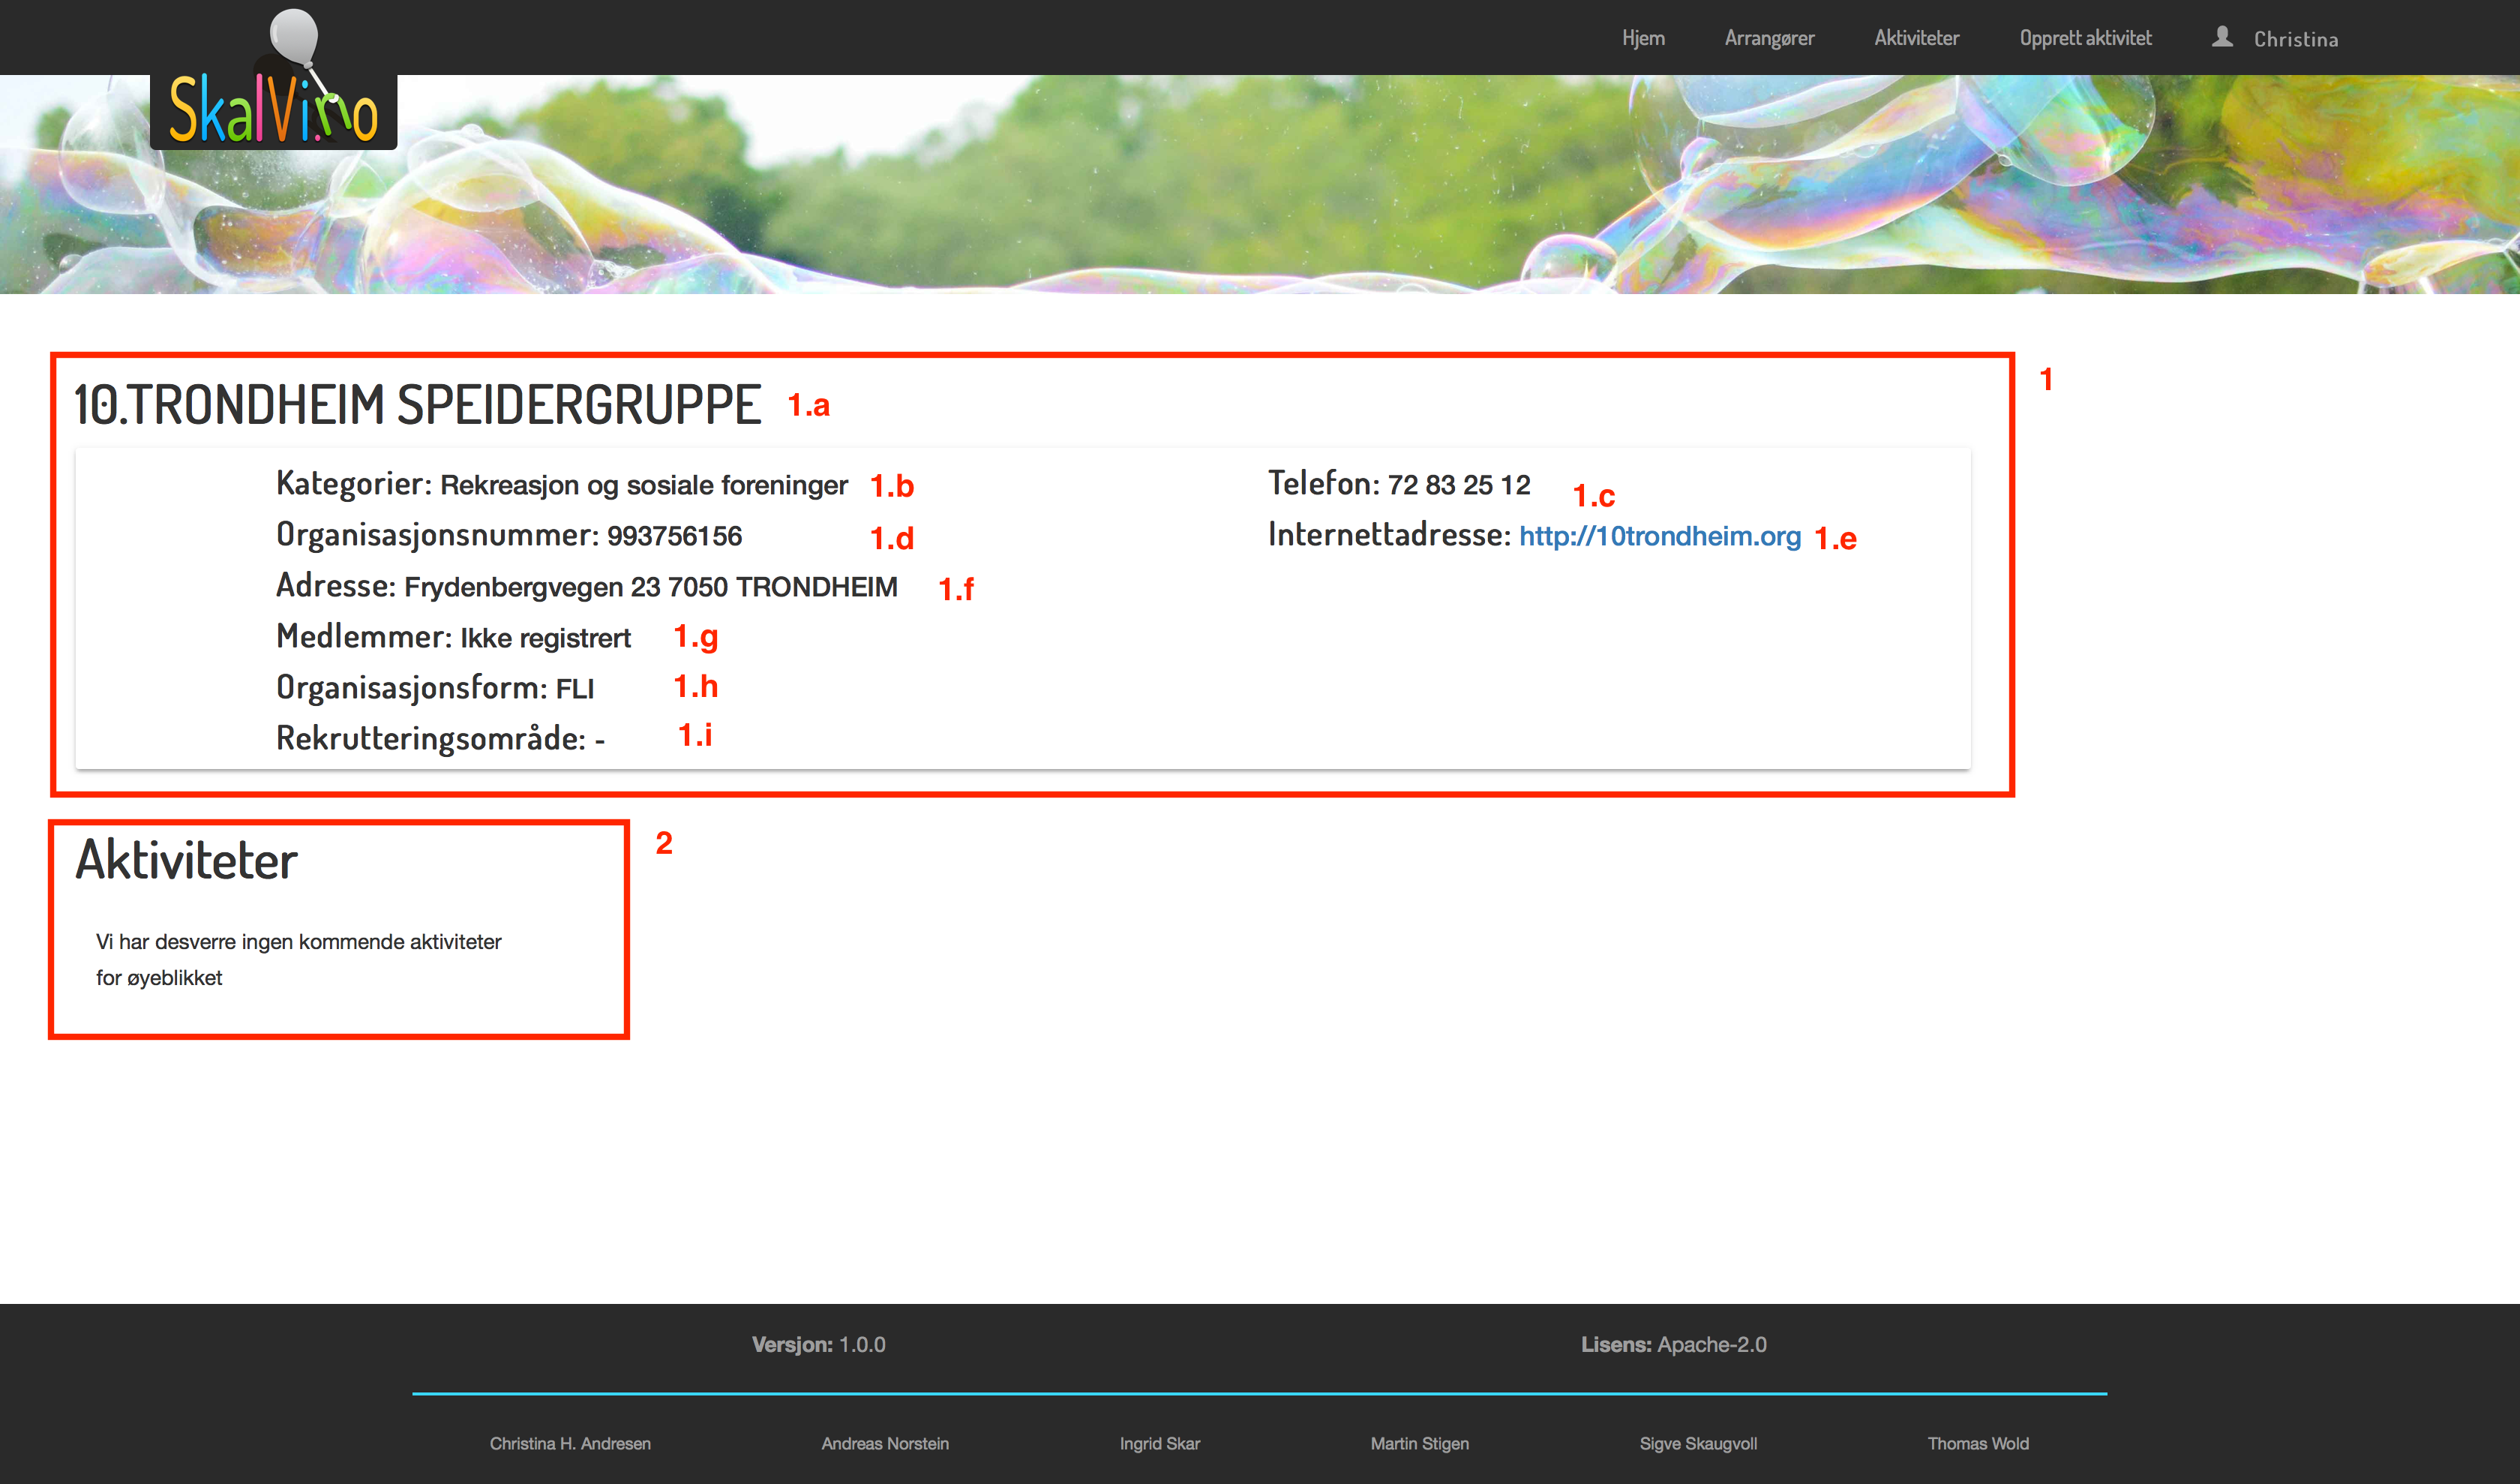 SkalVi.no
Hjem Arrangører Aktiviteter Opprett aktivitet Christina
1
10.TRONDHEIM SPEIDERGRUPPE 1.a
Kategorier: Rekreasjon og sosiale foreninger 1.b
Telefon: 72 83 25 12 1.c
Organisasjonsnummer: 993756156 1.d
Internettadresse: http://10trondheim.org 1.e
Adresse: Frydenbergvegen 23 7050 TRONDHEIM 1.f
Medlemmer: Ikke registrert 1.g
Organisasjonsform: FLI 1.h
Rekrutteringsområde: - 1.i
2
Aktiviteter
Vi har desverre ingen kommende aktiviteter
for øyeblikket
Versjon: 1.0.0 Lisens: Apache-2.0
Christina H. Andresen Andreas Norstein Ingrid Skar Martin Stigen Sigve Skaugvoll Thomas Wold